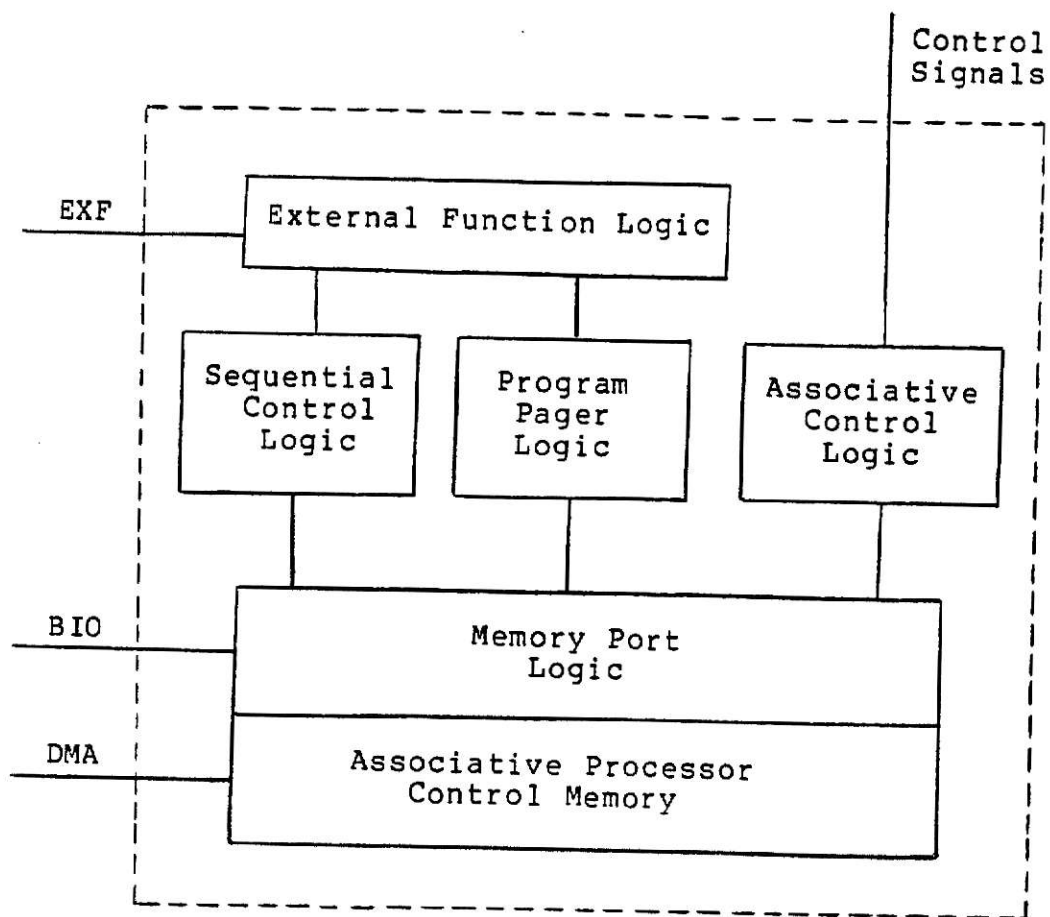 Control
Signals
EXF
External Function Logic
Sequential
Control
Logic
Program
Pager
Logic
Associative
Control
Logic
BIO
Memory Port
Logic
DMA
Associative Processor
Control Memory